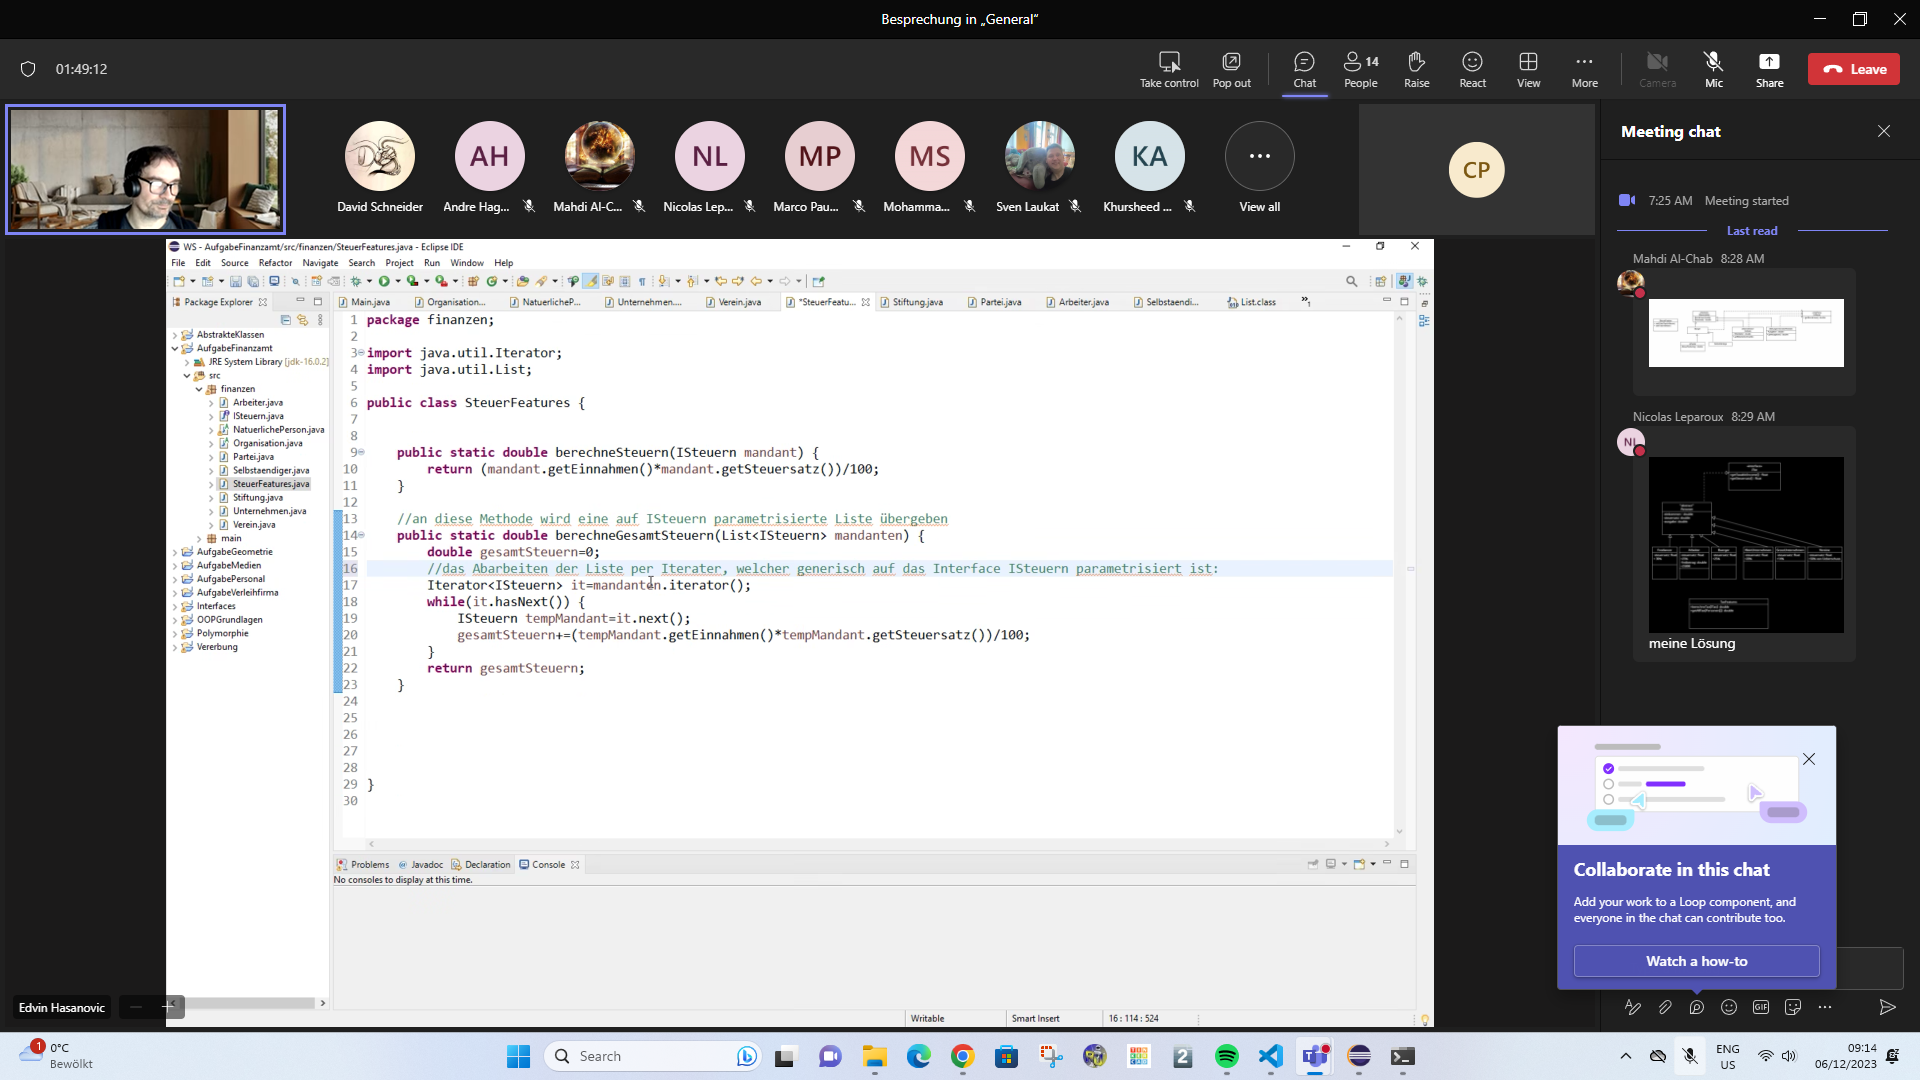 Besprechung in „General“
01:49:12
Take control
Pop out
Chat
14
People
Raise
React
View
More
Camera
Mic
Share
Leave
AH
NL
MP
MS
KA
CP
David Schneider
Andre Hag...
Mahdi Al-C...
Nicolas Lep...
Marco Pau...
Mohamma...
Sven Laukat
Khursheed ...
View all
Meeting chat
7:25 AM Meeting started
Last read
Mahdi Al-Chab 8:28 AM
Nicolas Leparoux 8:29 AM
NL
meine Lösung
WS - AufgabeFinanzamt/src/finanzen/SteuerFeatures.java - Eclipse IDE
File Edit Source Refactor Navigate Search Project Run Window Help
Package Explorer
Main.java
Organisation...
NatuerlicheP...
Unternehmen....
Verein.java
*SteuerFeatu...
Stiftung.java
Partei.java
Arbeiter.java
Selbstaendi...
List.class
AbstrakteKlassen
AufgabeFinanzamt
JRE System Library [jdk-16.0.2]
src
finanzen
Arbeiter.java
ISteuern.java
NatuerlichePerson.java
Organisation.java
Partei.java
Selbstaendiger.java
SteuerFeatures.java
Stiftung.java
Unternehmen.java
Verein.java
main
AufgabeGeometrie
AufgabeMedien
AufgabePersonal
AufgabeVerleihfirma
Interfaces
OOPGrundlagen
Polymorphie
Vererbung
1 package finanzen;
2
3 import java.util.Iterator;
4 import java.util.List;
5
6 public class SteuerFeatures {
7
8
9 public static double berechneSteuern(ISteuern mandant) {
10 return (mandant.getEinnahmen()*mandant.getSteuersatz())/100;
11 }
12
13 //an diese Methode wird eine auf ISteuern parametrisierte Liste übergeben
14 public static double berechneGesamtSteuern(List<ISteuern> mandanten) {
15 double gesamtSteuern=0;
16 //das Abarbeiten der Liste per Iterater, welcher generisch auf das Interface ISteuern parametrisiert ist:
17 Iterator<ISteuern> it=mandanten.iterator();
18 while(it.hasNext()) {
19 ISteuern tempMandant=it.next();
20 gesamtSteuern+=(tempMandant.getEinnahmen()*tempMandant.getSteuersatz())/100;
21 }
22 return gesamtSteuern;
23 }
24
25
26
27
28
29 }
30
Problems
Javadoc
Declaration
Console
No consoles to display at this time.
Writable
Smart Insert
16 : 114 : 524
Edvin Hasanovic
Collaborate in this chat
Add your work to a Loop component, and
everyone in the chat can contribute too.
Watch a how-to
GIF
1
0°C
Bewölkt
Search
2
ENG
US
09:14
06/12/2023